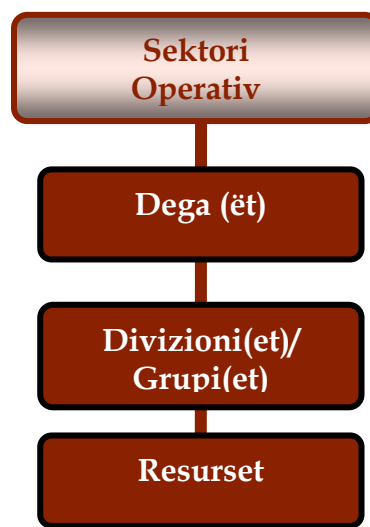 Sektori
Operativ
Dega (ët)
Divizioni(et)/
Grupi(et)
Resurset